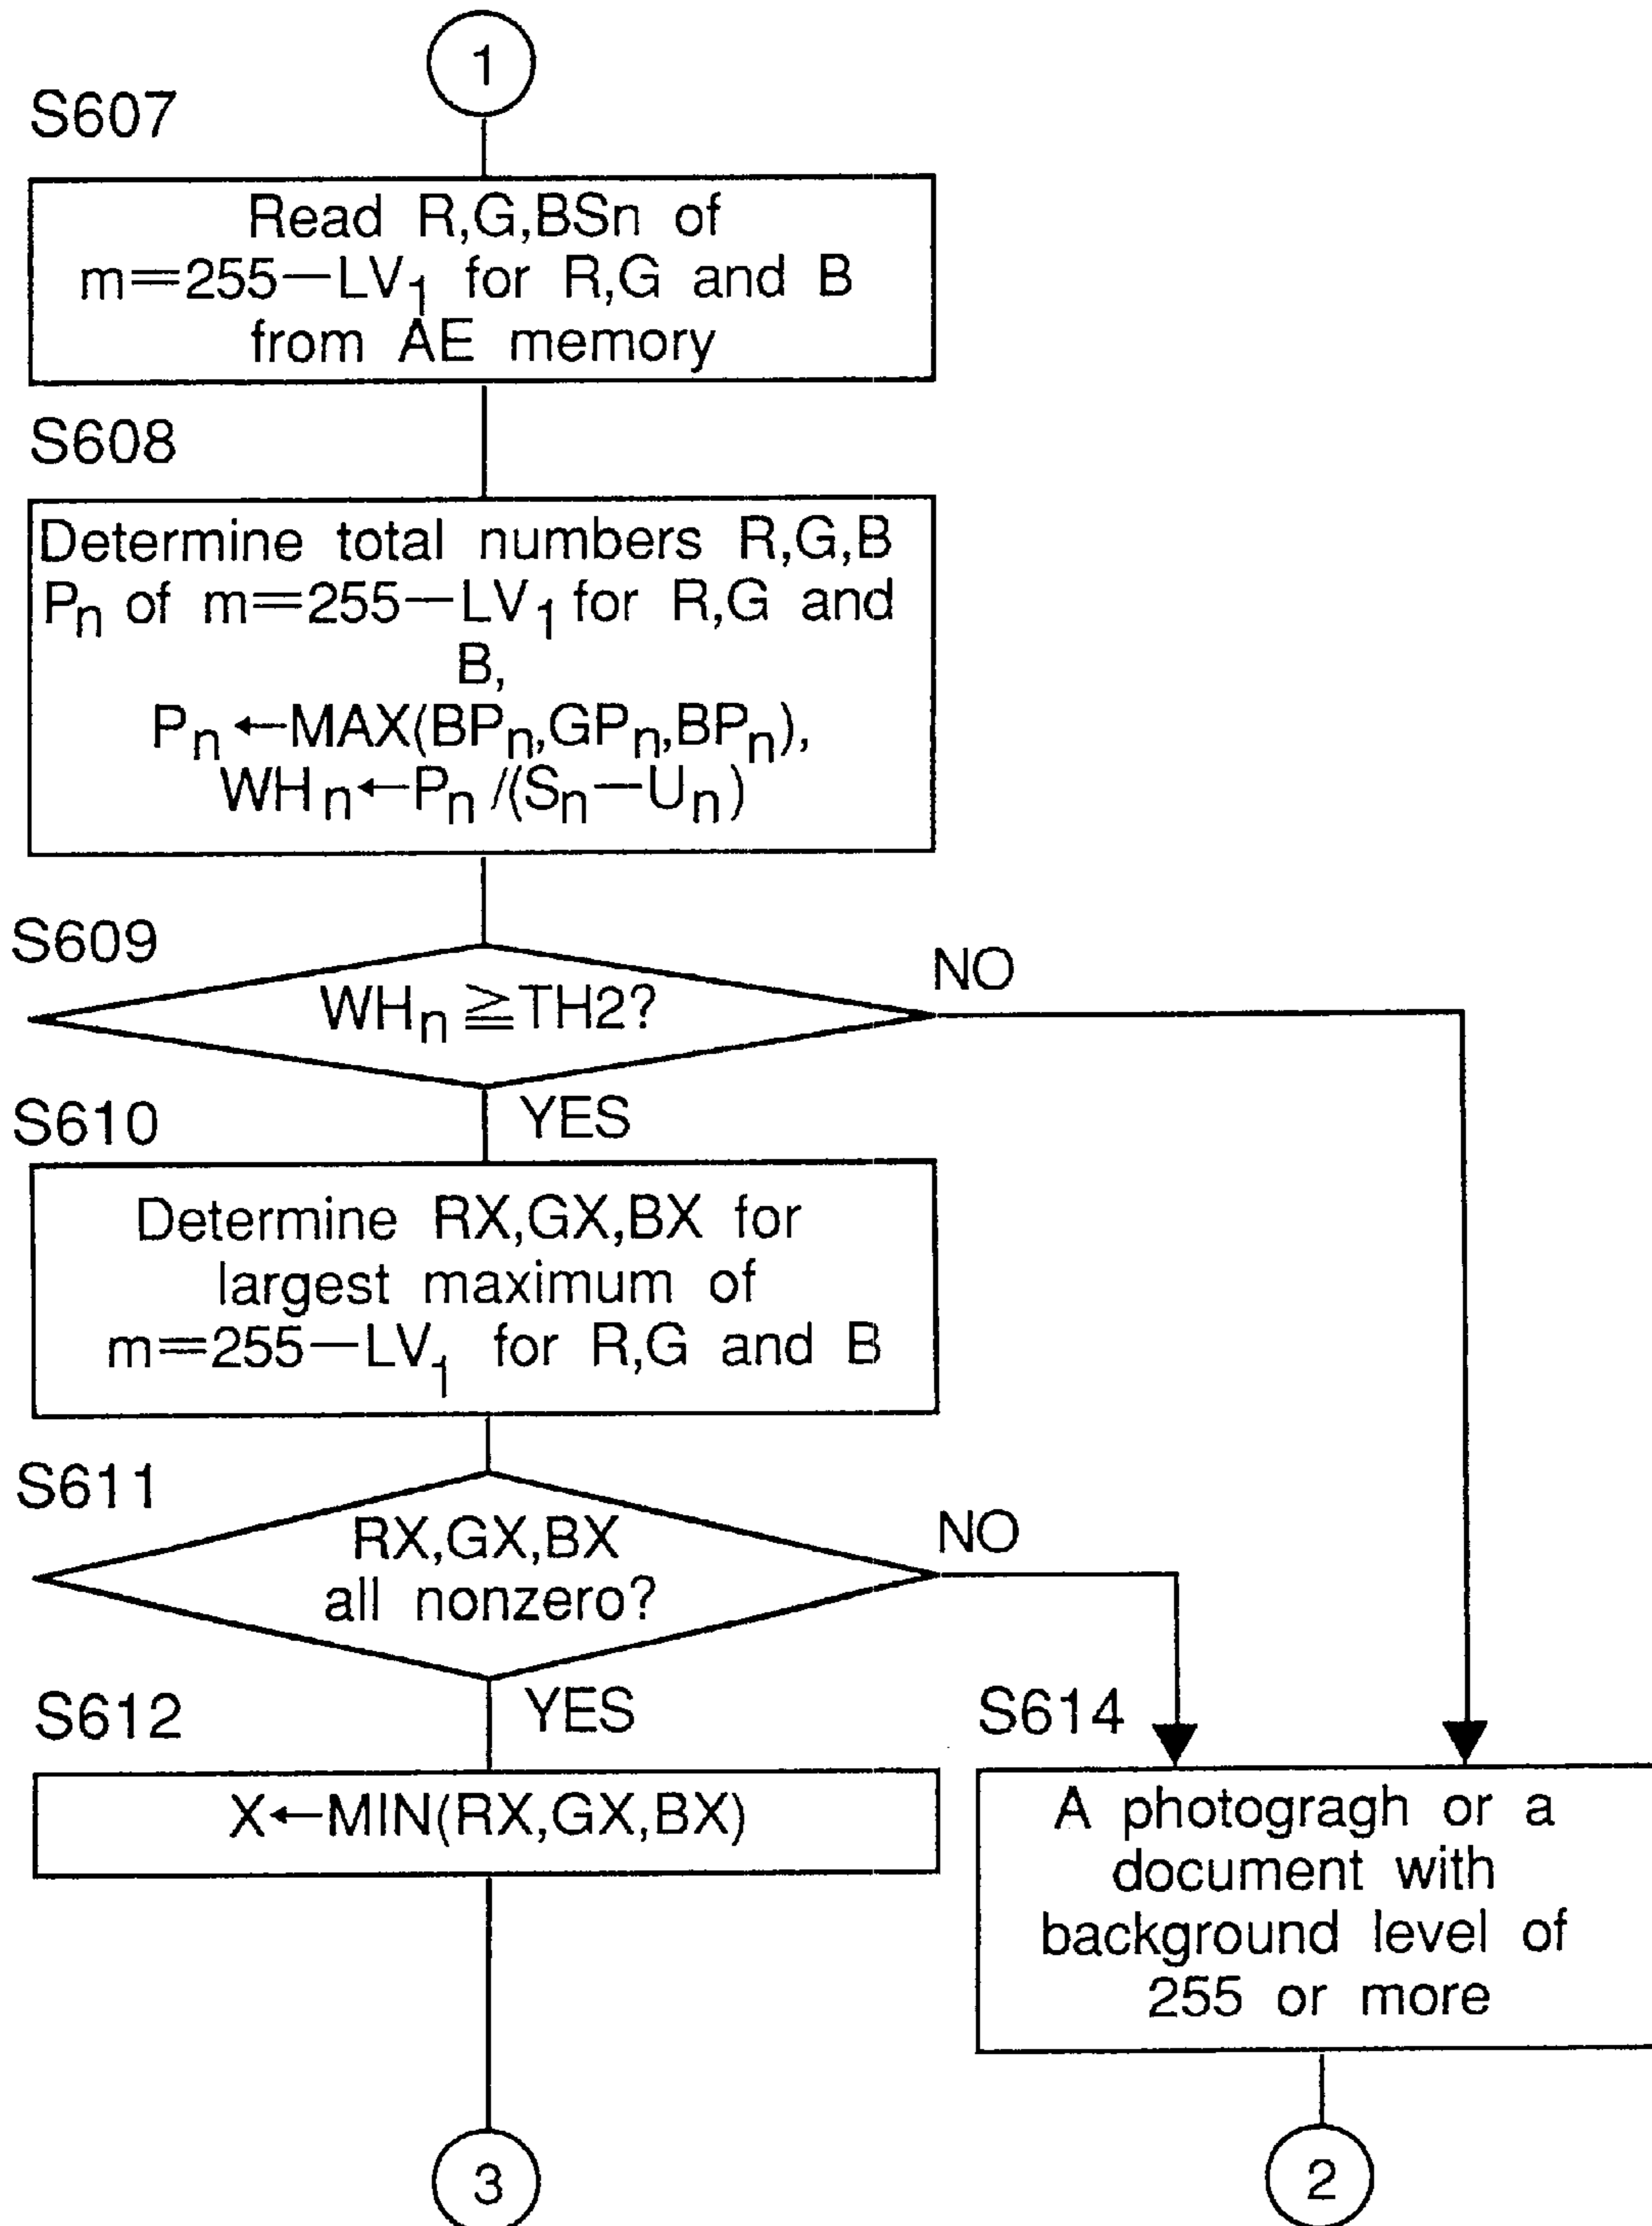 1
S607
Read R,G,BSn of
m=255—LV1 for R,G and B
from AE memory
S608
Determine total numbers R,G,B
Pn of m=255—LV1 for R,G and
B,
Pn←MAX(BPn,GPn,BPn),
WHn←Pn/(Sn—Un)
S609
WHn≧TH2?
NO
YES
S610
Determine RX,GX,BX for
largest maximum of
m=255—LV1 for R,G and B
S611
RX,GX,BX
all nonzero?
NO
YES
S612
X←MIN(RX,GX,BX)
S614
A photogragh or a
document with
background level of
255 or more
3
2